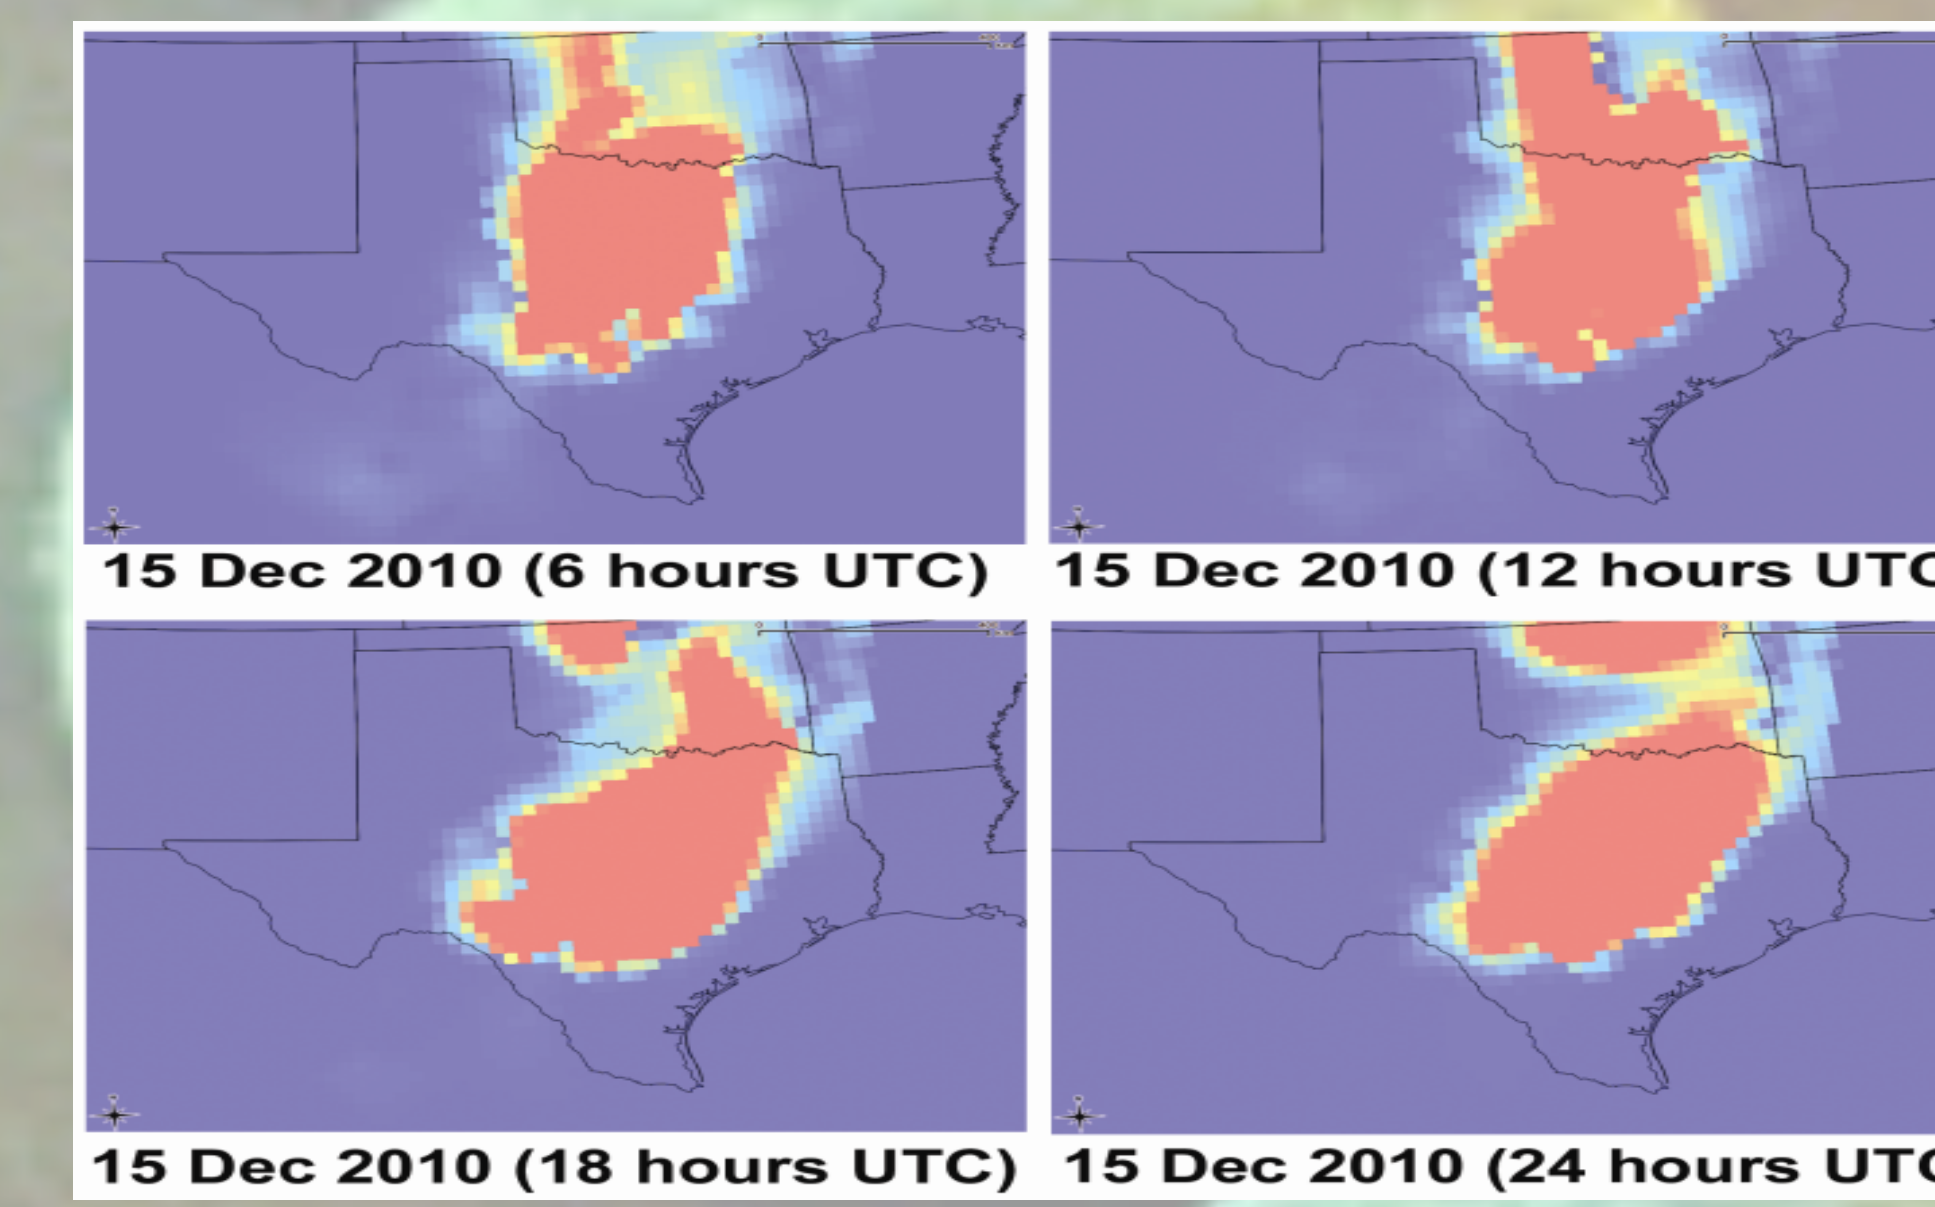 15 Dec 2010 (6 hours UTC)
15 Dec 2010 (12 hours UTC
15 Dec 2010 (18 hours UTC)
15 Dec 2010 (24 hours UTC